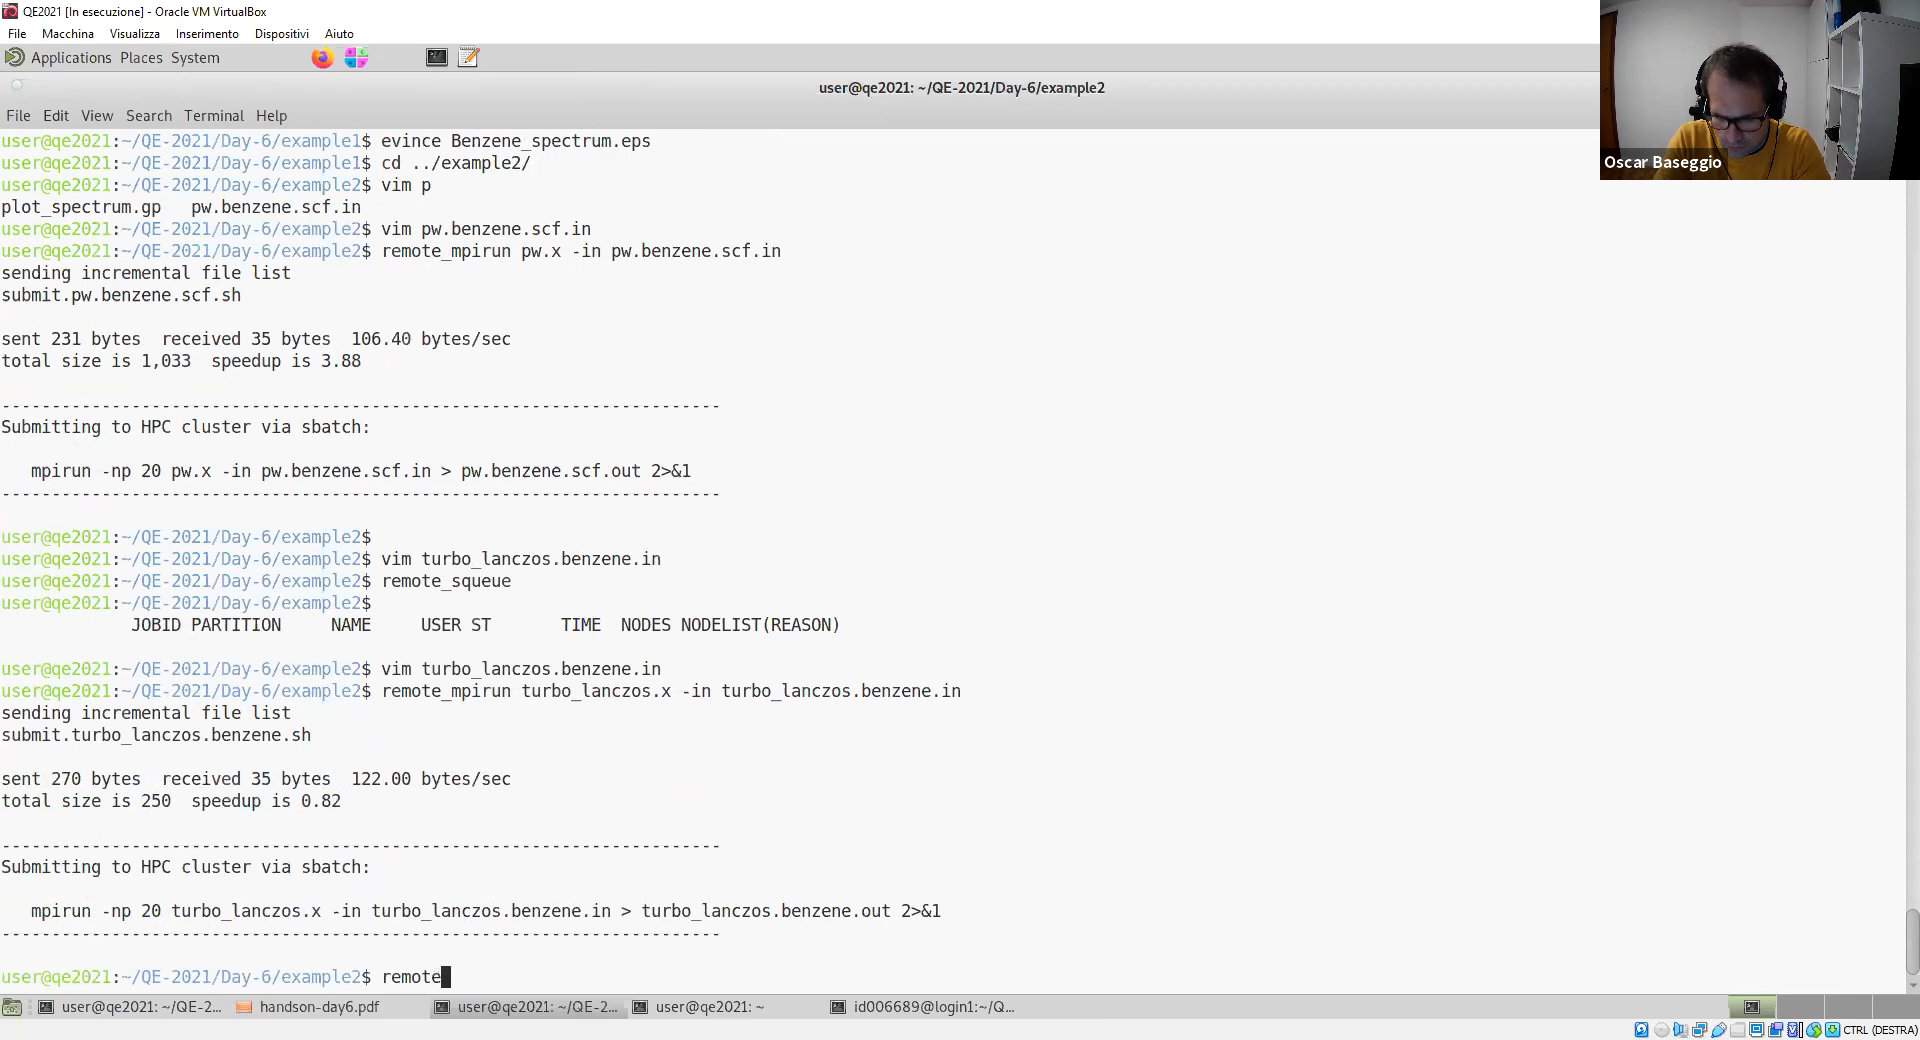 QE2021 [In esecuzione] - Oracle VM VirtualBox
File Macchina Visualizza Inserimento Dispositivi Aiuto
Applications Places System
user@qe2021: ~/QE-2021/Day-6/example2
File Edit View Search Terminal Help
user@qe2021:~/QE-2021/Day-6/example1$ evince Benzene_spectrum.eps
user@qe2021:~/QE-2021/Day-6/example1$ cd ../example2/
user@qe2021:~/QE-2021/Day-6/example2$ vim p
plot_spectrum.gp pw.benzene.scf.in
user@qe2021:~/QE-2021/Day-6/example2$ vim pw.benzene.scf.in
user@qe2021:~/QE-2021/Day-6/example2$ remote_mpirun pw.x -in pw.benzene.scf.in
sending incremental file list
submit.pw.benzene.scf.sh
sent 231 bytes received 35 bytes 106.40 bytes/sec
total size is 1,033 speedup is 3.88
------------------------------------------------------------------------
Submitting to HPC cluster via sbatch:
mpirun -np 20 pw.x -in pw.benzene.scf.in > pw.benzene.scf.out 2>&1
------------------------------------------------------------------------
user@qe2021:~/QE-2021/Day-6/example2$
user@qe2021:~/QE-2021/Day-6/example2$ vim turbo_lanczos.benzene.in
user@qe2021:~/QE-2021/Day-6/example2$ remote_squeue
user@qe2021:~/QE-2021/Day-6/example2$
JOBID PARTITION NAME USER ST TIME NODES NODELIST(REASON)
user@qe2021:~/QE-2021/Day-6/example2$ vim turbo_lanczos.benzene.in
user@qe2021:~/QE-2021/Day-6/example2$ remote_mpirun turbo_lanczos.x -in turbo_lanczos.benzene.in
sending incremental file list
submit.turbo_lanczos.benzene.sh
sent 270 bytes received 35 bytes 122.00 bytes/sec
total size is 250 speedup is 0.82
------------------------------------------------------------------------
Submitting to HPC cluster via sbatch:
mpirun -np 20 turbo_lanczos.x -in turbo_lanczos.benzene.in > turbo_lanczos.benzene.out 2>&1
------------------------------------------------------------------------
user@qe2021:~/QE-2021/Day-6/example2$ remote
Oscar Baseggio
user@qe2021: ~/QE-2... handson-day6.pdf user@qe2021: ~/QE-2... user@qe2021: ~ id006689@login1:~/Q...
CTRL (DESTRA)